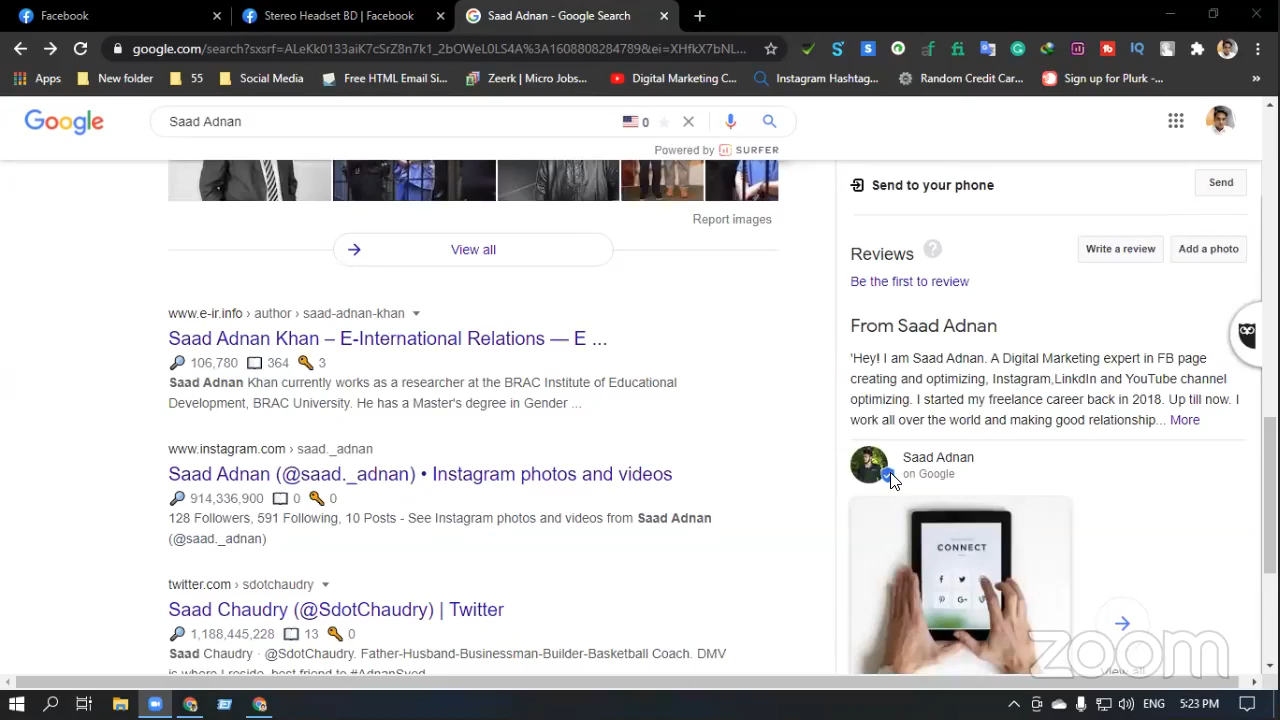 Facebook
Stereo Headset BD | Facebook
Saad Adnan - Google Search
google.com/search?sxsrf=ALeKk0133aiK7cSrZ8n7k1_2bOWeL0LS4A%3A1608808284789&ei=XHfkX7bNL...
Apps
New folder
55
Social Media
Free HTML Email Si...
Zeerk | Micro Jobs...
Digital Marketing C...
Instagram Hashtag...
Random Credit Car...
Sign up for Plurk -...
Google
Saad Adnan
0
Powered by SURFER
Report images
View all
www.e-ir.info › author › saad-adnan-khan
Saad Adnan Khan – E-International Relations — E ...
106,780 364 3
Saad Adnan Khan currently works as a researcher at the BRAC Institute of Educational
Development, BRAC University. He has a Master's degree in Gender ...
www.instagram.com › saad._adnan
Saad Adnan (@saad._adnan) • Instagram photos and videos
914,336,900 0 0
128 Followers, 591 Following, 10 Posts - See Instagram photos and videos from Saad Adnan
(@saad._adnan)
twitter.com › sdotchaudry
Saad Chaudry (@SdotChaudry) | Twitter
1,188,445,228 13 0
Saad Chaudry · @SdotChaudry. Father-Husband-Businessman-Builder-Basketball Coach. DMV
is where I reside, best friend to #AdnanSyed
Send to your phone
Send
Reviews
Write a review
Add a photo
Be the first to review
From Saad Adnan
'Hey! I am Saad Adnan. A Digital Marketing expert in FB page
creating and optimizing, Instagram,LinkdIn and YouTube channel
optimizing. I started my freelance career back in 2018. Up till now. I
work all over the world and making good relationship... More
Saad Adnan
on Google
CONNECT
View all
zoom
ENG
5:23 PM